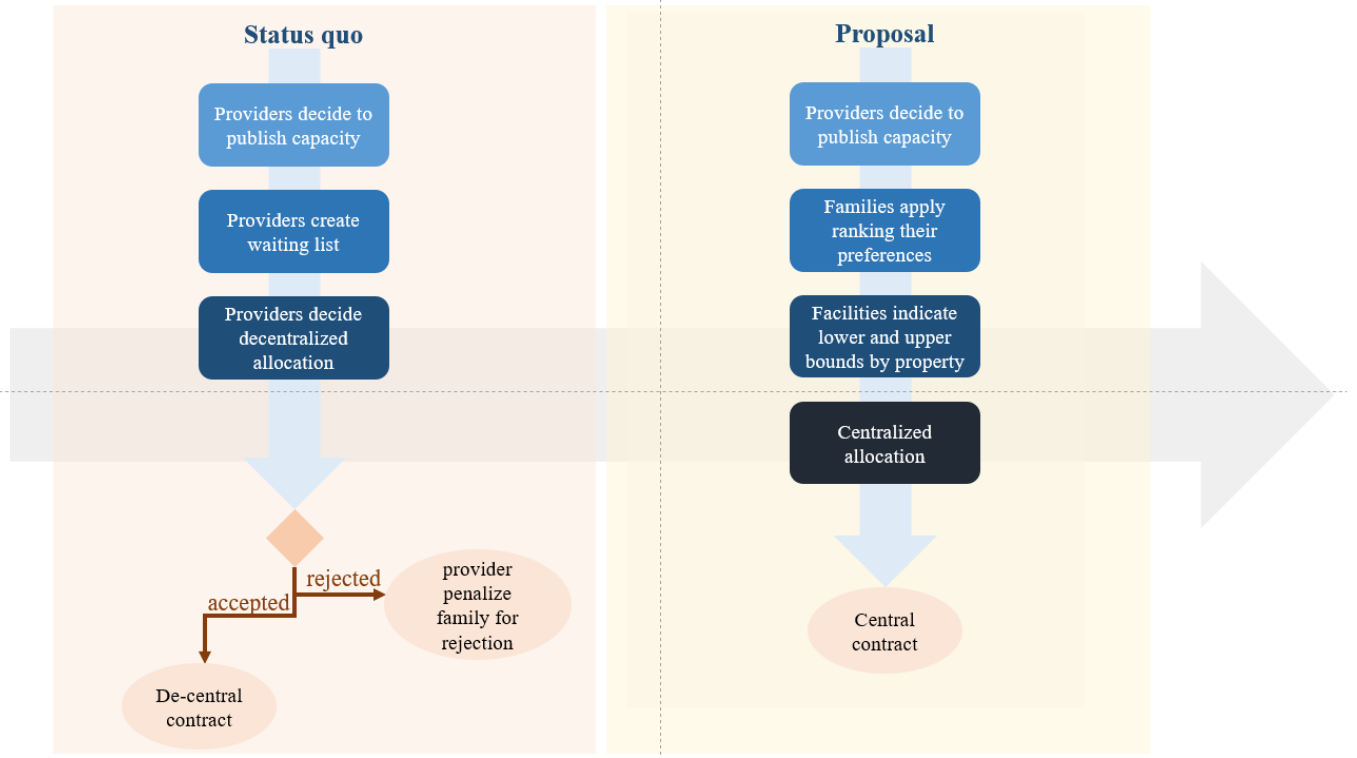 Status quo
Providers decide to
publish capacity
Providers create
waiting list
Providers decide
decentralized
allocation
rejected
accepted
provider
penalize
family for
rejection
De-central
contract
Proposal
Providers decide to
publish capacity
Families apply
ranking their
preferences
Facilities indicate
lower and upper
bounds by property
Centralized
allocation
Central
contract